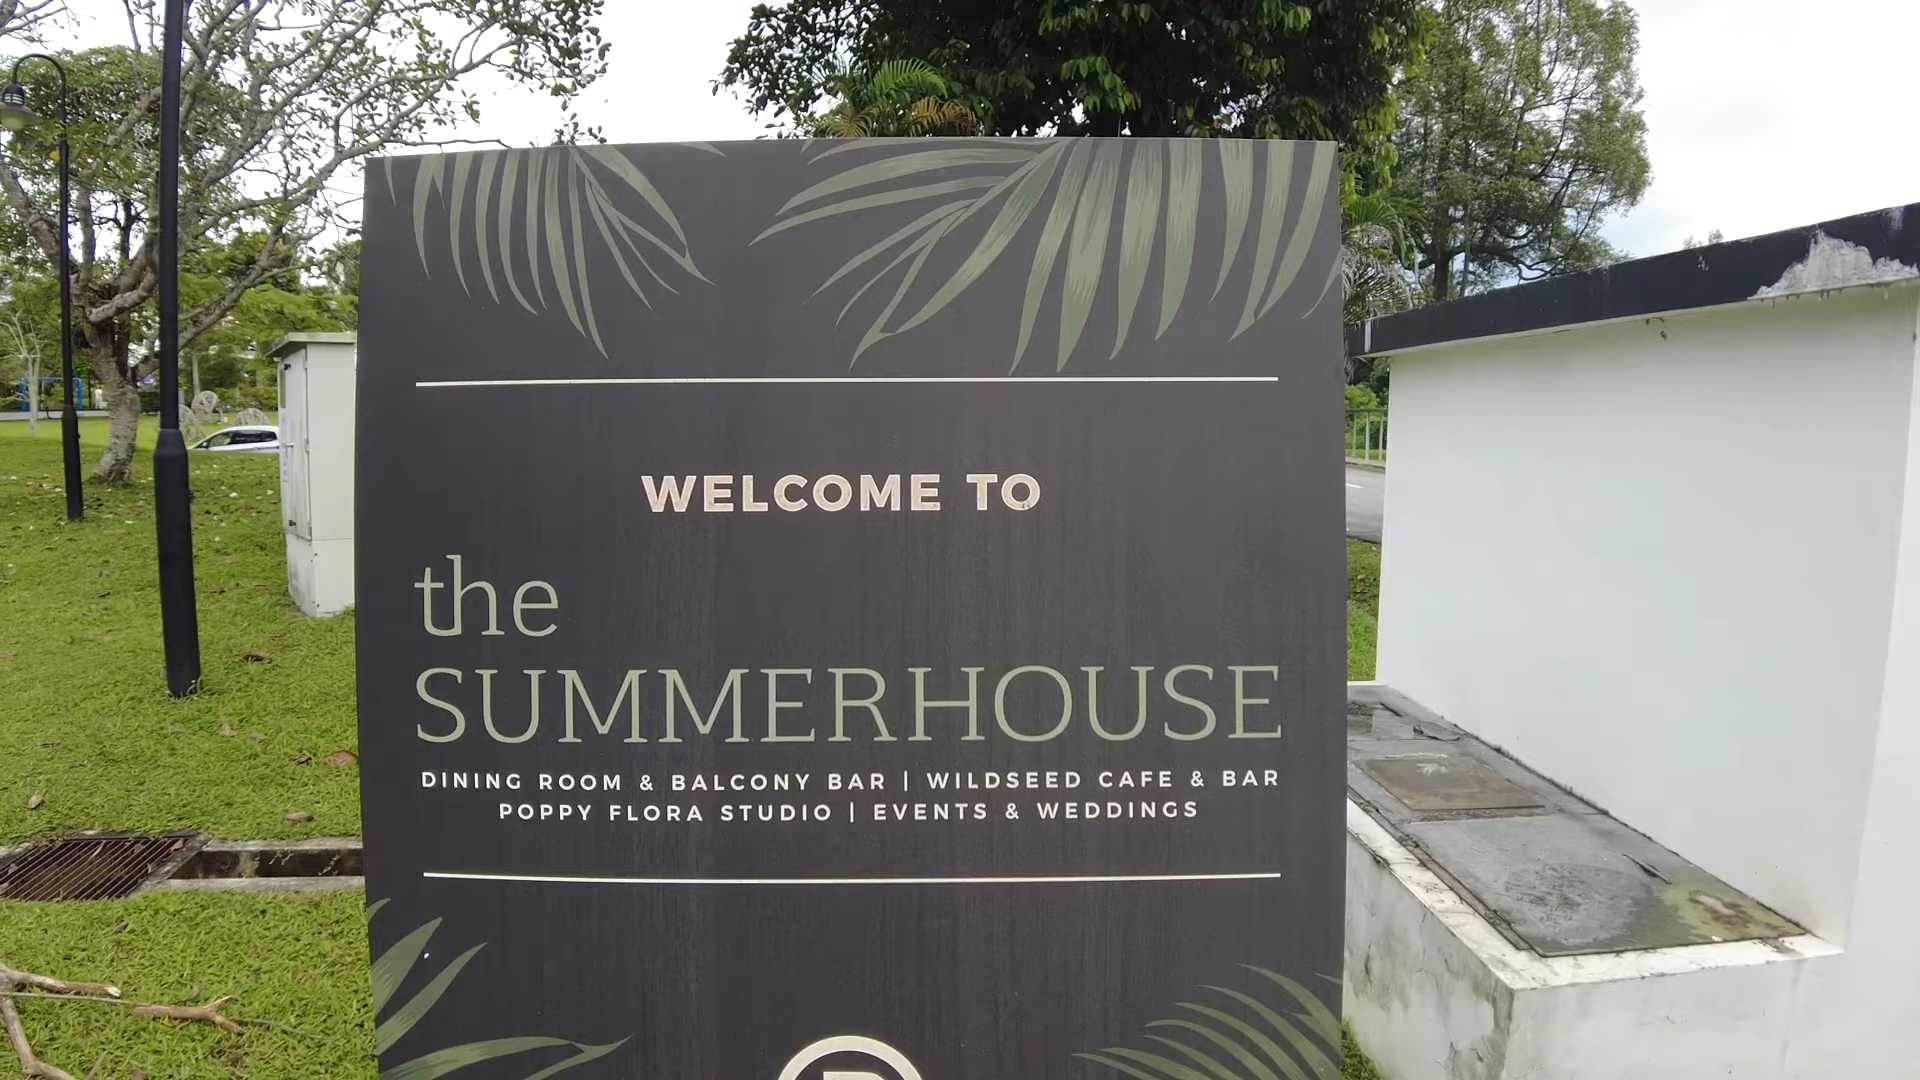 WELCOME TO
the
SUMMERHOUSE
DINING ROOM & BALCONY BAR | WILDSEED CAFE & BAR
POPPY FLORA STUDIO | EVENTS & WEDDINGS